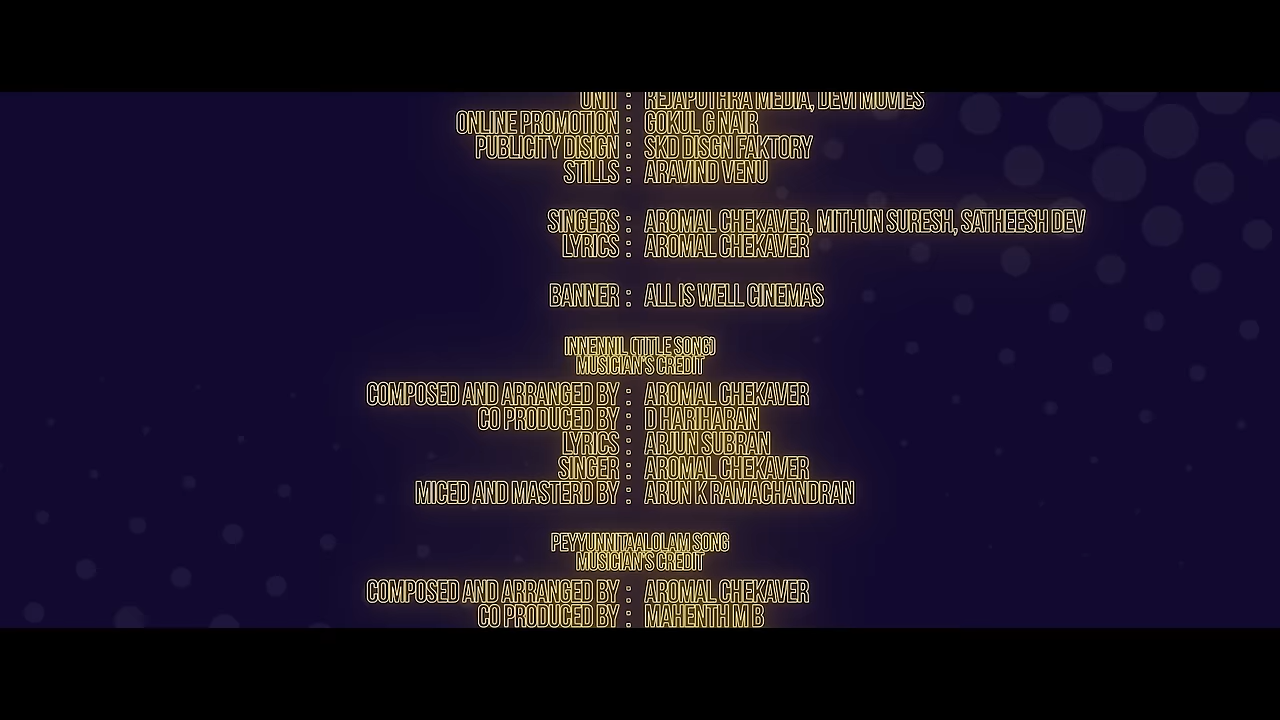 UNIT : REJAPUTHRA MEDIA, DEVI MOVIES
ONLINE PROMOTION : GOKUL G NAIR
PUBLICITY DISIGN : SKD DISGN FAKTORY
STILLS : ARAVIND VENU
SINGERS : AROMAL CHEKAVER, MITHUN SURESH, SATHEESH DEV
LYRICS : AROMAL CHEKAVER
BANNER : ALL IS WELL CINEMAS
INNENNIL (TITLE SONG)
MUSICIAN'S CREDIT
COMPOSED AND ARRANGED BY : AROMAL CHEKAVER
CO PRODUCED BY : D HARIHARAN
LYRICS : ARJUN SUBRAN
SINGER : AROMAL CHEKAVER
MICED AND MASTERD BY : ARUN K RAMACHANDRAN
PEYYUNNITAALOLAM SONG
MUSICIAN'S CREDIT
COMPOSED AND ARRANGED BY : AROMAL CHEKAVER
CO PRODUCED BY : MAHENTH M B